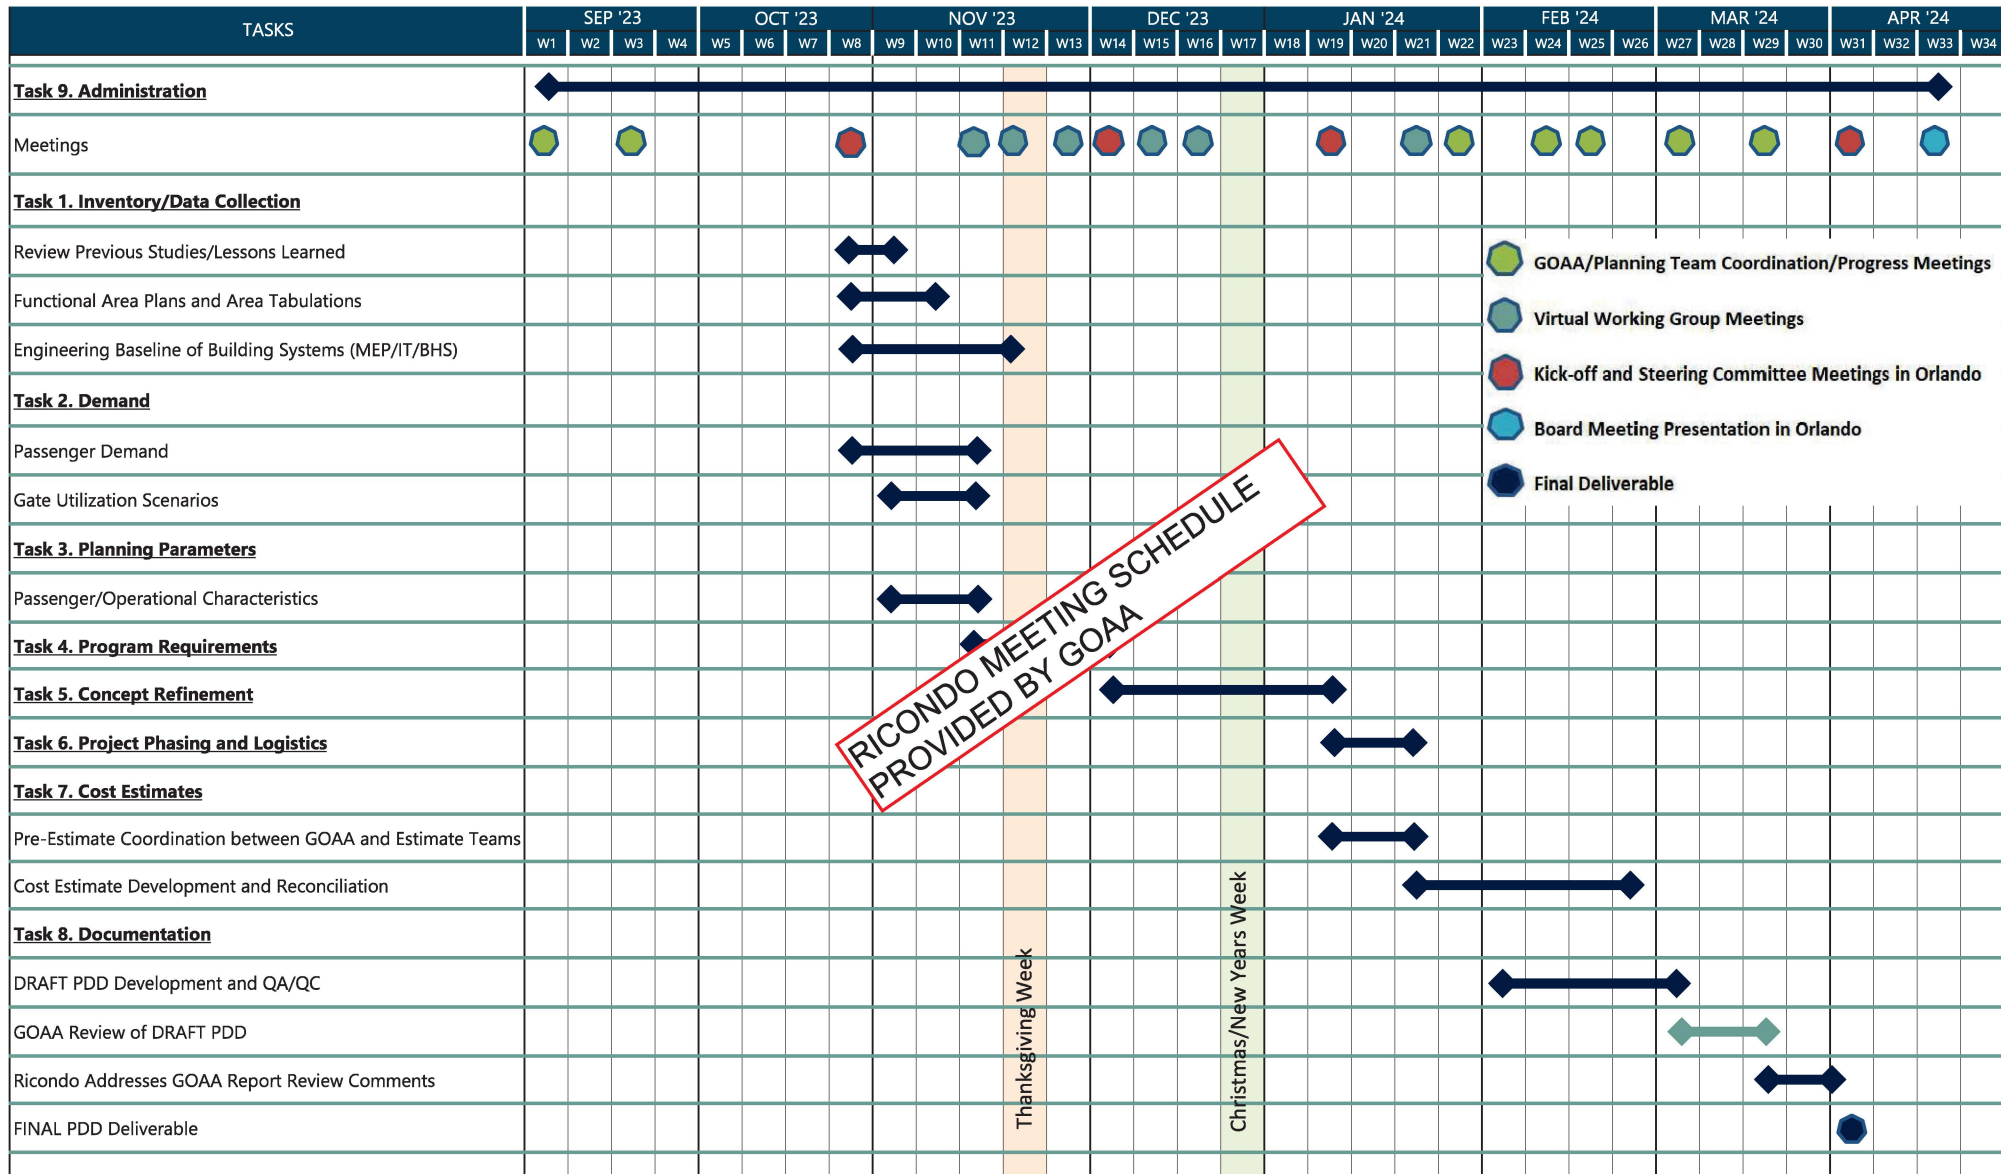 TASKS
SEP '23 OCT '23 NOV '23 DEC '23 JAN '24 FEB '24 MAR '24 APR '24
W1 W2 W3 W4 W5 W6 W7 W8 W9 W10 W11 W12 W13 W14 W15 W16 W17 W18 W19 W20 W21 W22 W23 W24 W25 W26 W27 W28 W29 W30 W31 W32 W33 W34
Task 9. Administration
Meetings
Task 1. Inventory/Data Collection
Review Previous Studies/Lessons Learned
Functional Area Plans and Area Tabulations
Engineering Baseline of Building Systems (MEP/IT/BHS)
Task 2. Demand
Passenger Demand
Gate Utilization Scenarios
Task 3. Planning Parameters
Passenger/Operational Characteristics
Task 4. Program Requirements
Task 5. Concept Refinement
Task 6. Project Phasing and Logistics
Task 7. Cost Estimates
Pre-Estimate Coordination between GOAA and Estimate Teams
Cost Estimate Development and Reconciliation
Task 8. Documentation
DRAFT PDD Development and QA/QC
GOAA Review of DRAFT PDD
Ricondo Addresses GOAA Report Review Comments
FINAL PDD Deliverable
GOAA/Planning Team Coordination/Progress Meetings
Virtual Working Group Meetings
Kick-off and Steering Committee Meetings in Orlando
Board Meeting Presentation in Orlando
Final Deliverable
RICONDO MEETING SCHEDULE
PROVIDED BY GOAA
Thanksgiving Week
Christmas/New Years Week